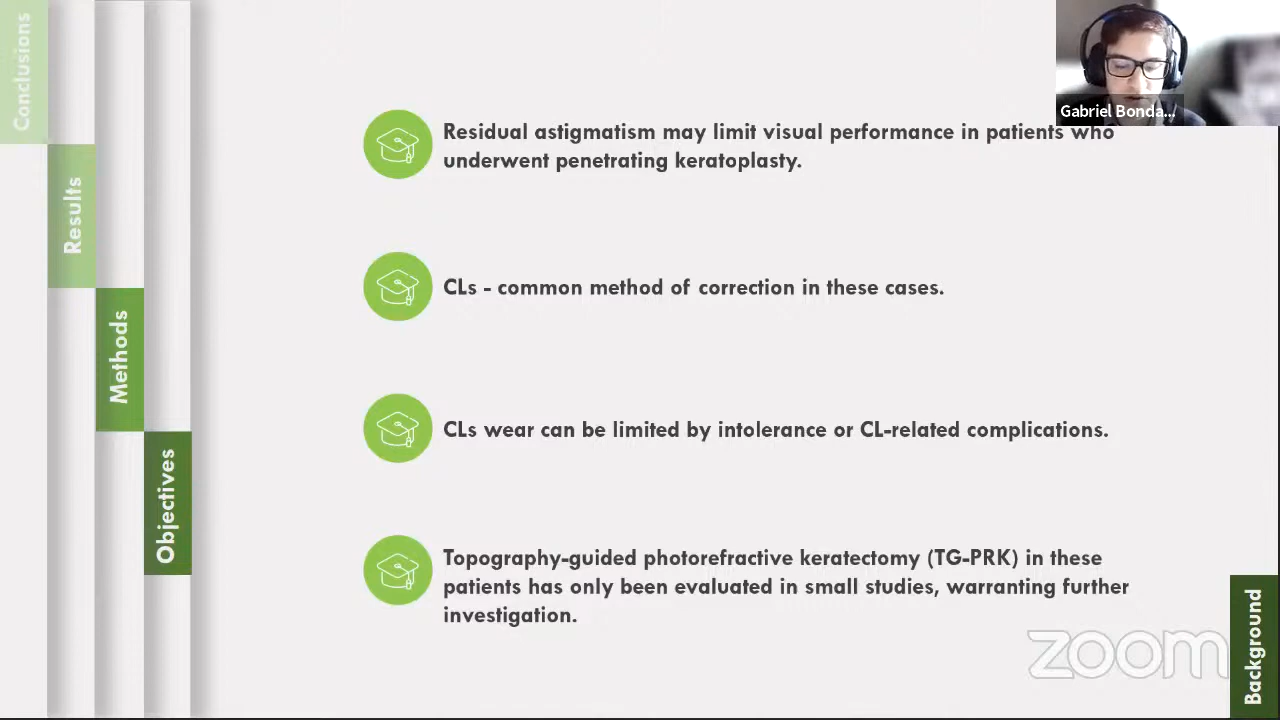 Conclusions
Results
Methods
Objectives
Background
Gabriel Bonda...
Residual astigmatism may limit visual performance in patients who
underwent penetrating keratoplasty.
CLs - common method of correction in these cases.
CLs wear can be limited by intolerance or CL-related complications.
Topography-guided photorefractive keratectomy (TG-PRK) in these
patients has only been evaluated in small studies, warranting further
investigation.
zoom